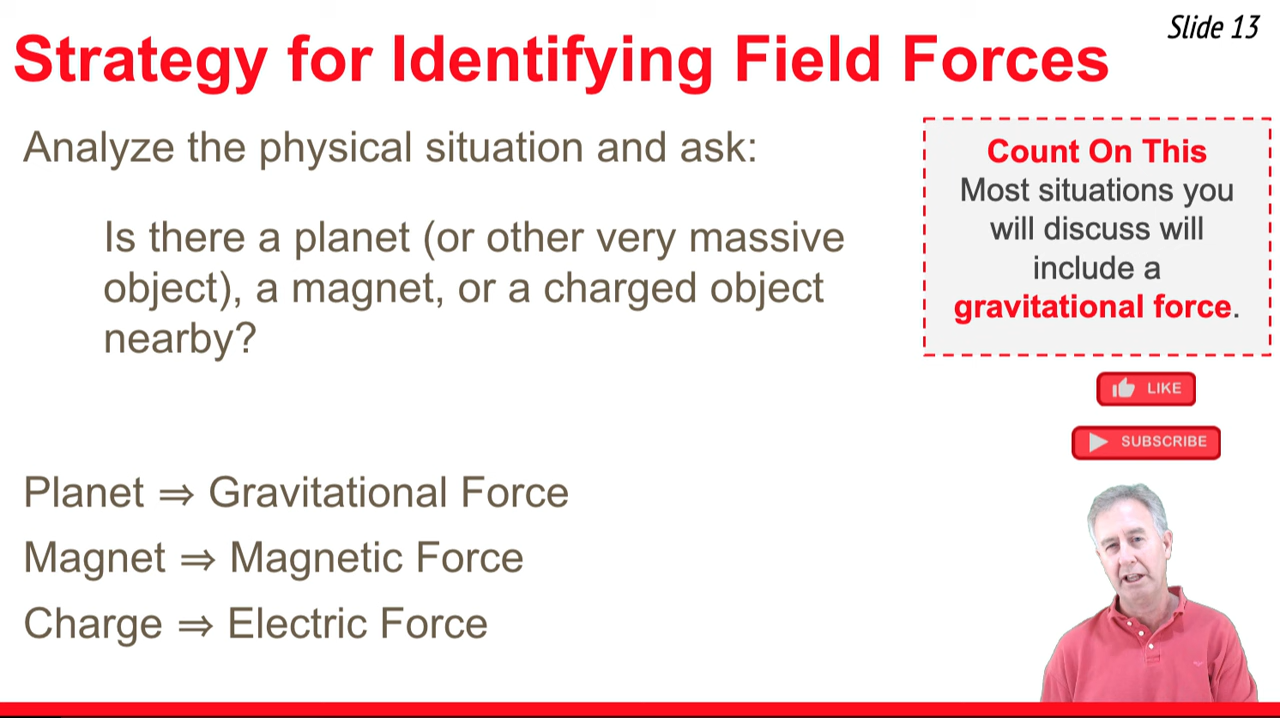 Slide 13
Strategy for Identifying Field Forces
Analyze the physical situation and ask:
Is there a planet (or other very massive
object), a magnet, or a charged object
nearby?
Count On This
Most situations you
will discuss will
include a
gravitational force.
LIKE
SUBSCRIBE
Planet ⇒ Gravitational Force
Magnet ⇒ Magnetic Force
Charge ⇒ Electric Force